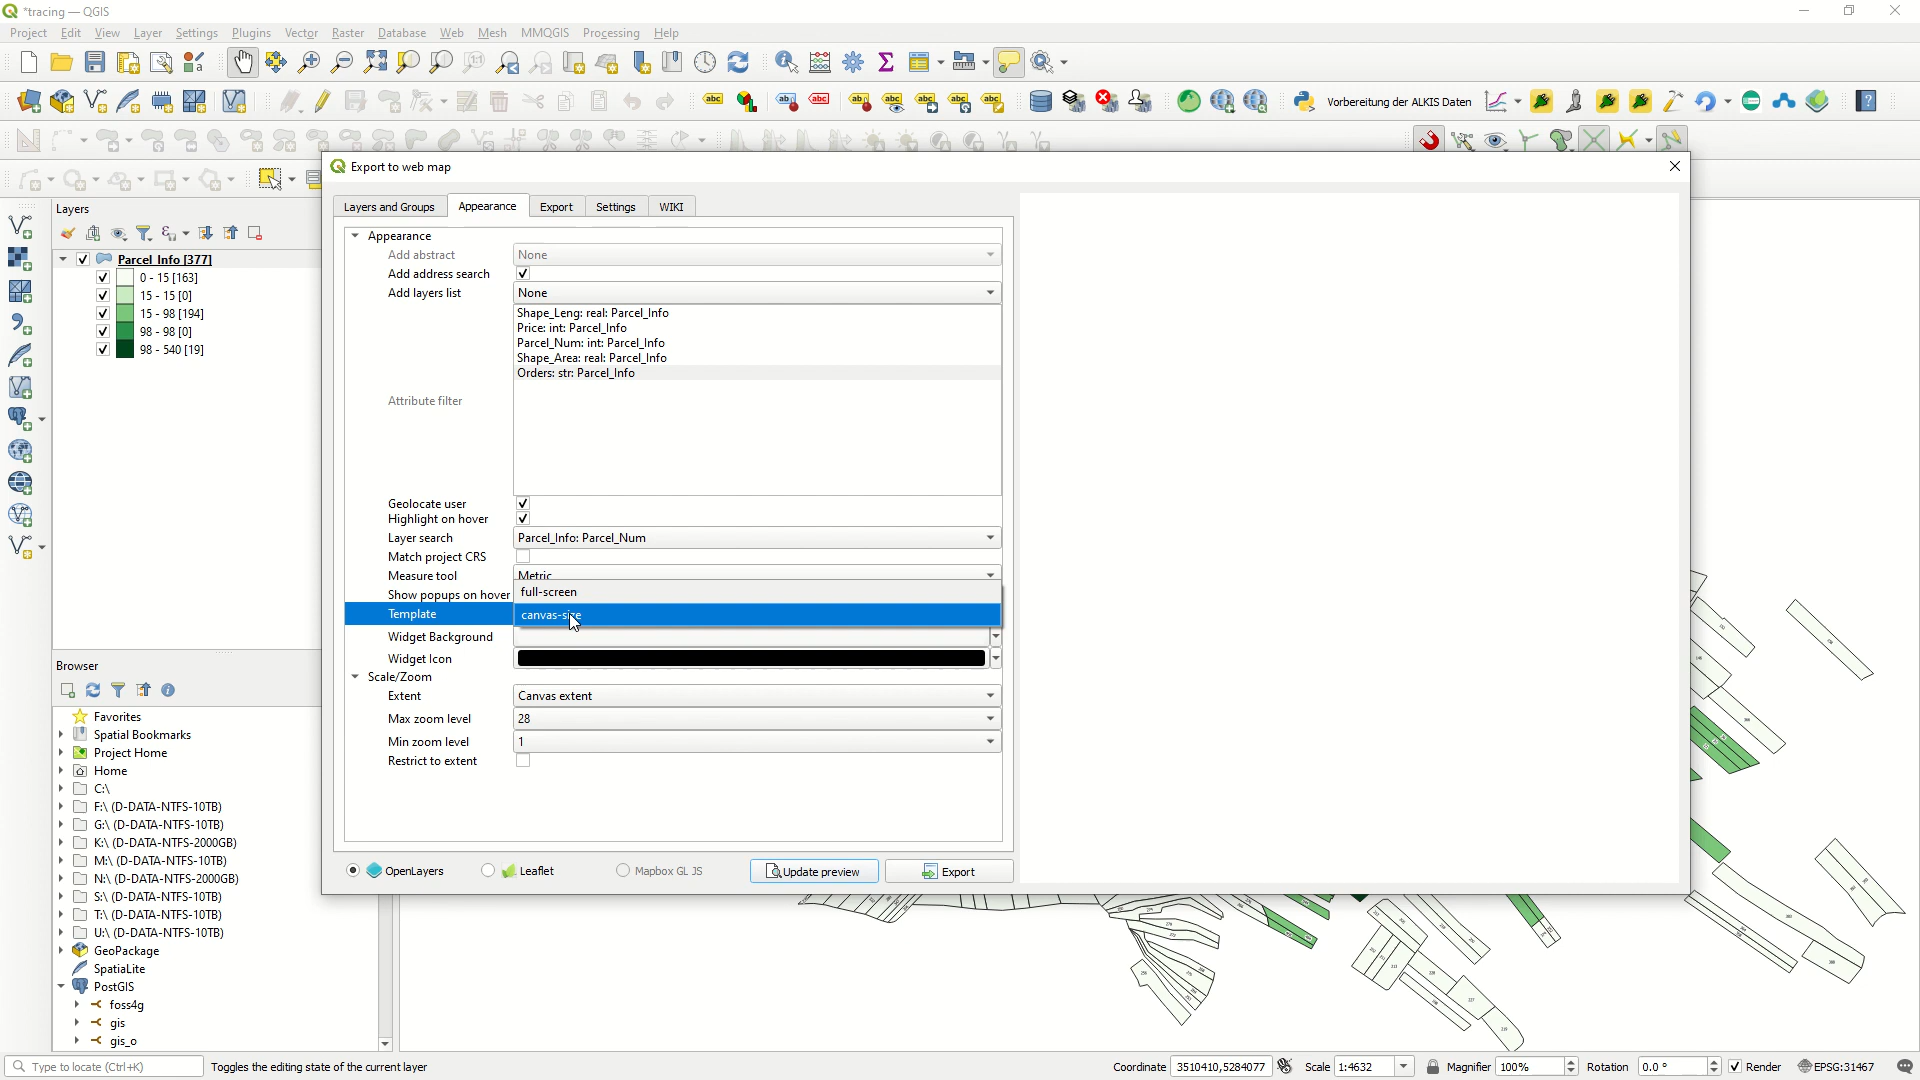 *tracing — QGIS
Project Edit View Layer Settings Plugins Vector Raster Database Web Mesh MMQGIS Processing Help
Vorbereitung der ALKIS Daten
Export to web map
Layers and Groups Appearance Export Settings WIKI
Layers
Parcel Info [377]
0 - 15 [163]
15 - 15 [0]
15 - 98 [194]
98 - 98 [0]
98 - 540 [19]
Appearance
Add abstract None
Add address search
Add layers list None
Shape_Leng: real: Parcel_Info
Price: int: Parcel_Info
Parcel_Num: int: Parcel_Info
Shape_Area: real: Parcel_Info
Orders: str: Parcel_Info
Attribute filter
Geolocate user
Highlight on hover
Layer search Parcel_Info: Parcel_Num
Match project CRS
Measure tool Metric
Show popups on hover full-screen
Template canvas-size
Widget Background
Widget Icon
Scale/Zoom
Extent Canvas extent
Max zoom level 28
Min zoom level 1
Restrict to extent
OpenLayers Leaflet Mapbox GL JS Update preview Export
Browser
Favorites
Spatial Bookmarks
Project Home
Home
C:\
F:\ (D-DATA-NTFS-10TB)
G:\ (D-DATA-NTFS-10TB)
K:\ (D-DATA-NTFS-2000GB)
M:\ (D-DATA-NTFS-10TB)
N:\ (D-DATA-NTFS-2000GB)
S:\ (D-DATA-NTFS-10TB)
T:\ (D-DATA-NTFS-10TB)
U:\ (D-DATA-NTFS-10TB)
GeoPackage
SpatiaLite
PostGIS
foss4g
gis
gis_o
Type to locate (Ctrl+K) Toggles the editing state of the current layer Coordinate 3510410,5284077 Scale 1:4632 Magnifier 100% Rotation 0.0 ° Render EPSG:31467